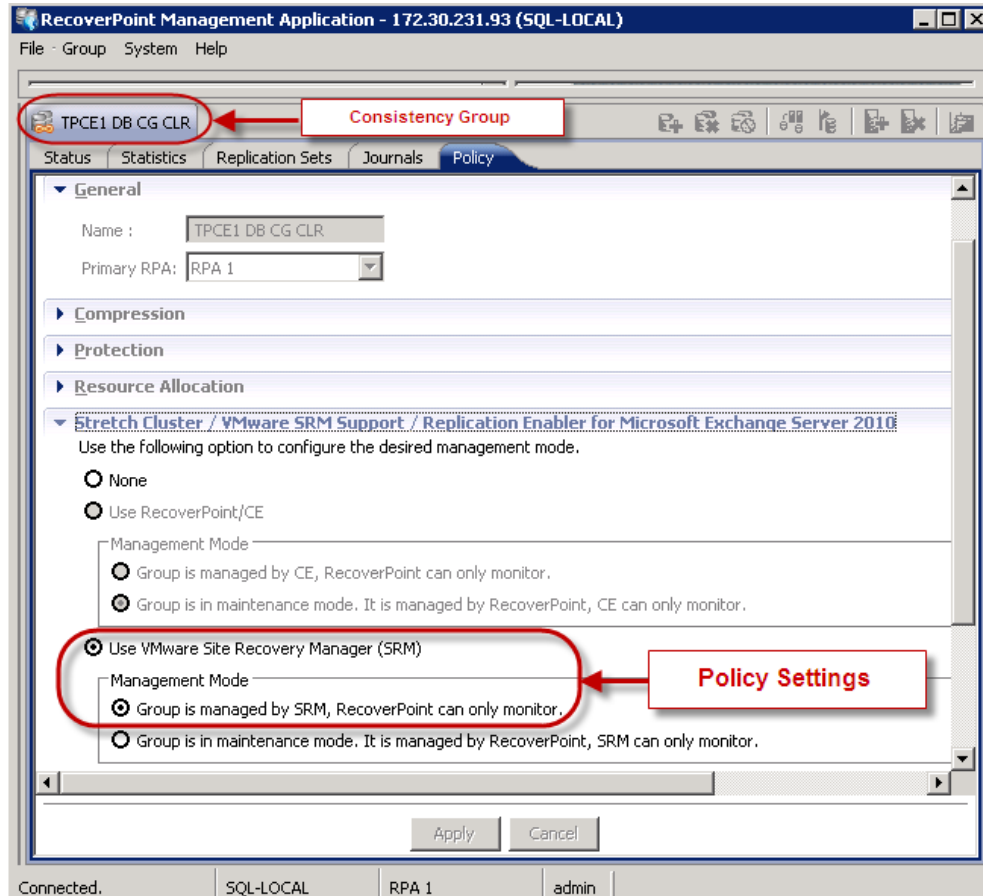 RecoverPoint Management Application - 172.30.231.93 (SQL-LOCAL)
File Group System Help
TPCE1 DB CG CLR
Consistency Group
Status Statistics Replication Sets Journals Policy
General
Name : TPCE1 DB CG CLR
Primary RPA: RPA 1
Compression
Protection
Resource Allocation
Stretch Cluster / VMware SRM Support / Replication Enabler for Microsoft Exchange Server 2010
Use the following option to configure the desired management mode.
None
Use RecoverPoint/CE
Management Mode
Group is managed by CE, RecoverPoint can only monitor.
Group is in maintenance mode. It is managed by RecoverPoint, CE can only monitor.
Use VMware Site Recovery Manager (SRM)
Management Mode
Policy Settings
Group is managed by SRM, RecoverPoint can only monitor.
Group is in maintenance mode. It is managed by RecoverPoint, SRM can only monitor.
Apply Cancel
Connected. SQL-LOCAL RPA 1 admin